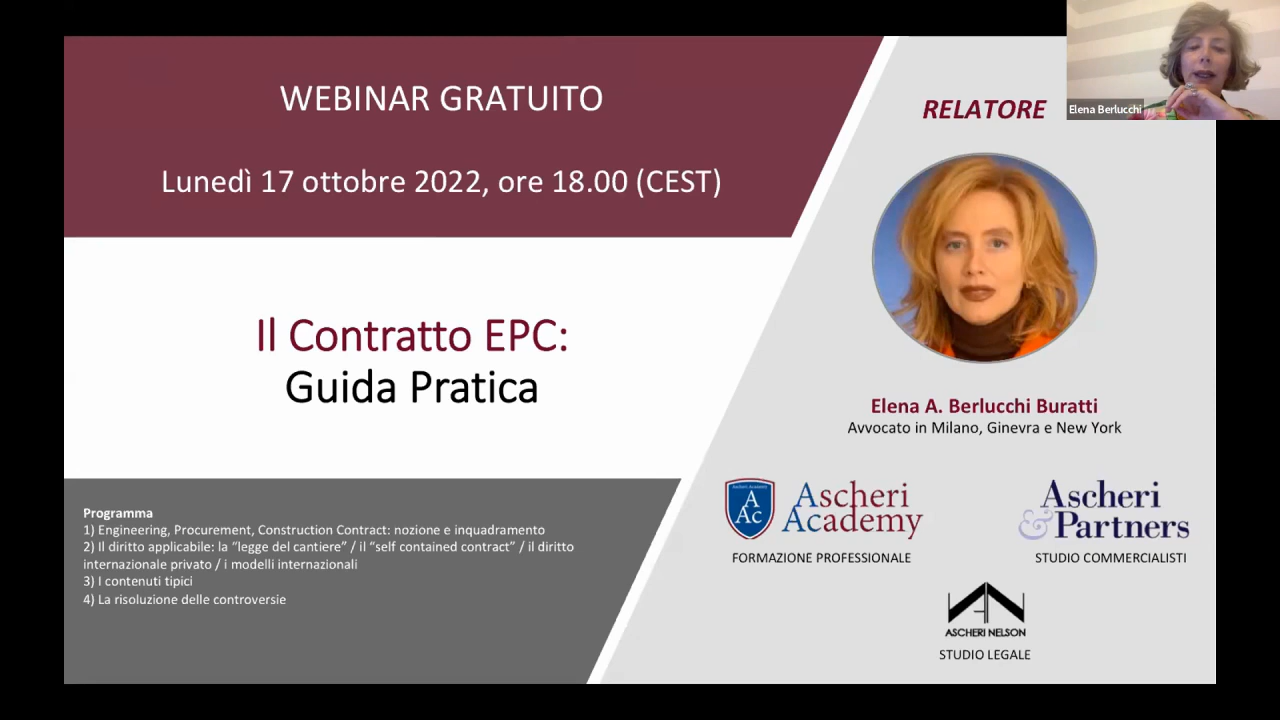 WEBINAR GRATUITO
Lunedì 17 ottobre 2022, ore 18.00 (CEST)
Il Contratto EPC:
Guida Pratica
Programma
1) Engineering, Procurement, Construction Contract: nozione e inquadramento
2) Il diritto applicabile: la “legge del cantiere” / il “self contained contract” / il diritto
internazionale privato / i modelli internazionali
3) I contenuti tipici
4) La risoluzione delle controversie
RELATORE
Elena Berlucchi
Elena A. Berlucchi Buratti
Avvocato in Milano, Ginevra e New York
Ascheri Academy
A
Ac
Ascheri
Academy
FORMAZIONE PROFESSIONALE
Ascheri
& Partners
STUDIO COMMERCIALISTI
ASCHERI NELSON
STUDIO LEGALE